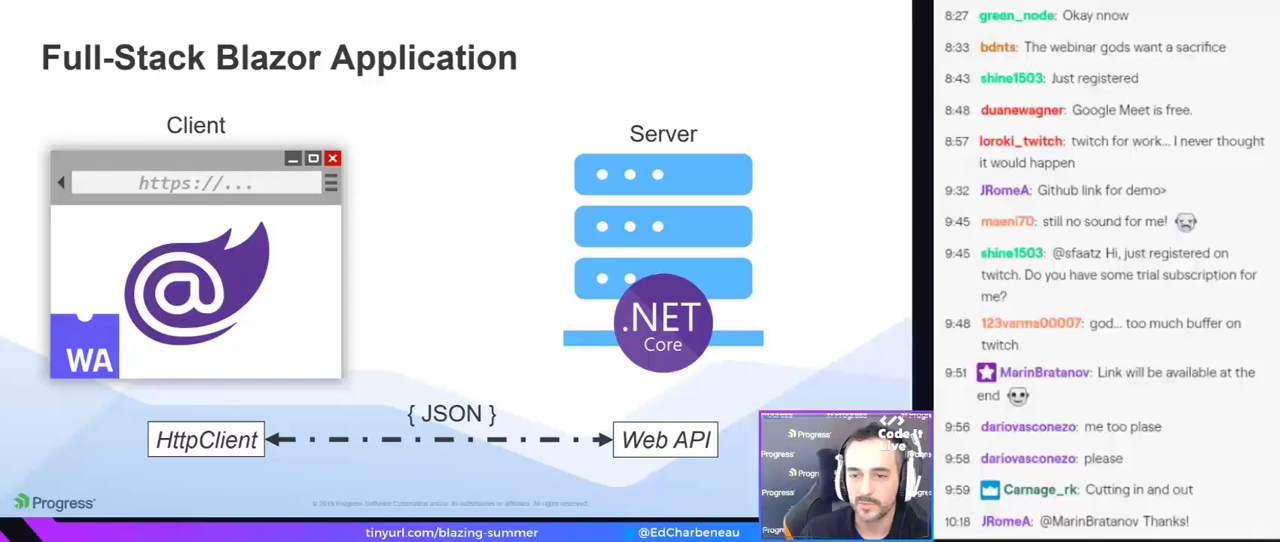 Full-Stack Blazor Application
Client
Server
https://...
@
WA
.NET
Core
{ JSON }
HttpClient
Web API
Progress
tinyurl.com/blazing-summer
@EdCharbeneau
</>
Code It
Live
Progress
Progress
Progress
Progress
8:27 green_node: Okay nnow
8:33 bdnts: The webinar gods want a sacrifice
8:43 shine1503: Just registered
8:48 duanewagner: Google Meet is free.
8:57 loroki_twitch: twitch for work... I never thought
it would happen
9:32 JRomeA: Github link for demo>
9:45 maeni70: still no sound for me!
9:45 shine1503: @sfaatz Hi, just registered on
twitch. Do you have some trial subscription for
me?
9:48 123varma00007: god... too much buffer on
twitch
9:51 MarinBratanov: Link will be available at the
end
9:56 dariovasconezo: me too plase
9:58 dariovasconezo: please
9:59 Carnage_rk: Cutting in and out
10:18 JRomeA: @MarinBratanov Thanks!